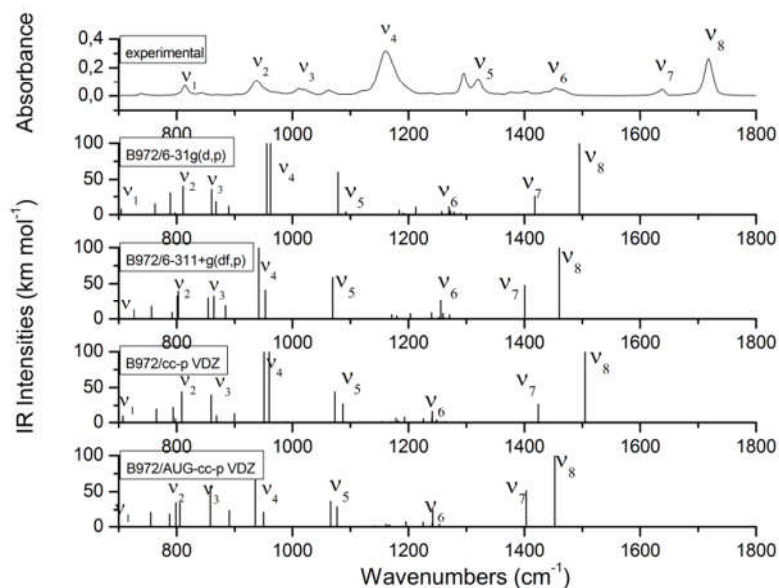 Absorbance
IR Intensities (km mol⁻¹)
0,4
0,2
0,0
experimental
ν₁
ν₂
ν₃
ν₄
ν₅
ν₆
ν₇
ν₈
800 1000 1200 1400 1600 1800
100
50
0
B972/6-31g(d,p)
ν₁
ν₂
ν₃
ν₄
ν₅
ν₆
ν₇
ν₈
800 1000 1200 1400 1600 1800
100
50
0
B972/6-311+g(df,p)
ν₁
ν₂
ν₃
ν₄
ν₅
ν₆
ν₇
ν₈
800 1000 1200 1400 1600 1800
100
50
0
B972/cc-p VDZ
ν₁
ν₂
ν₃
ν₄
ν₅
ν₆
ν₇
ν₈
800 1000 1200 1400 1600 1800
100
50
0
B972/AUG-cc-p VDZ
ν₁
ν₂
ν₃
ν₄
ν₅
ν₆
ν₇
ν₈
800 1000 1200 1400 1600 1800
Wavenumbers (cm⁻¹)